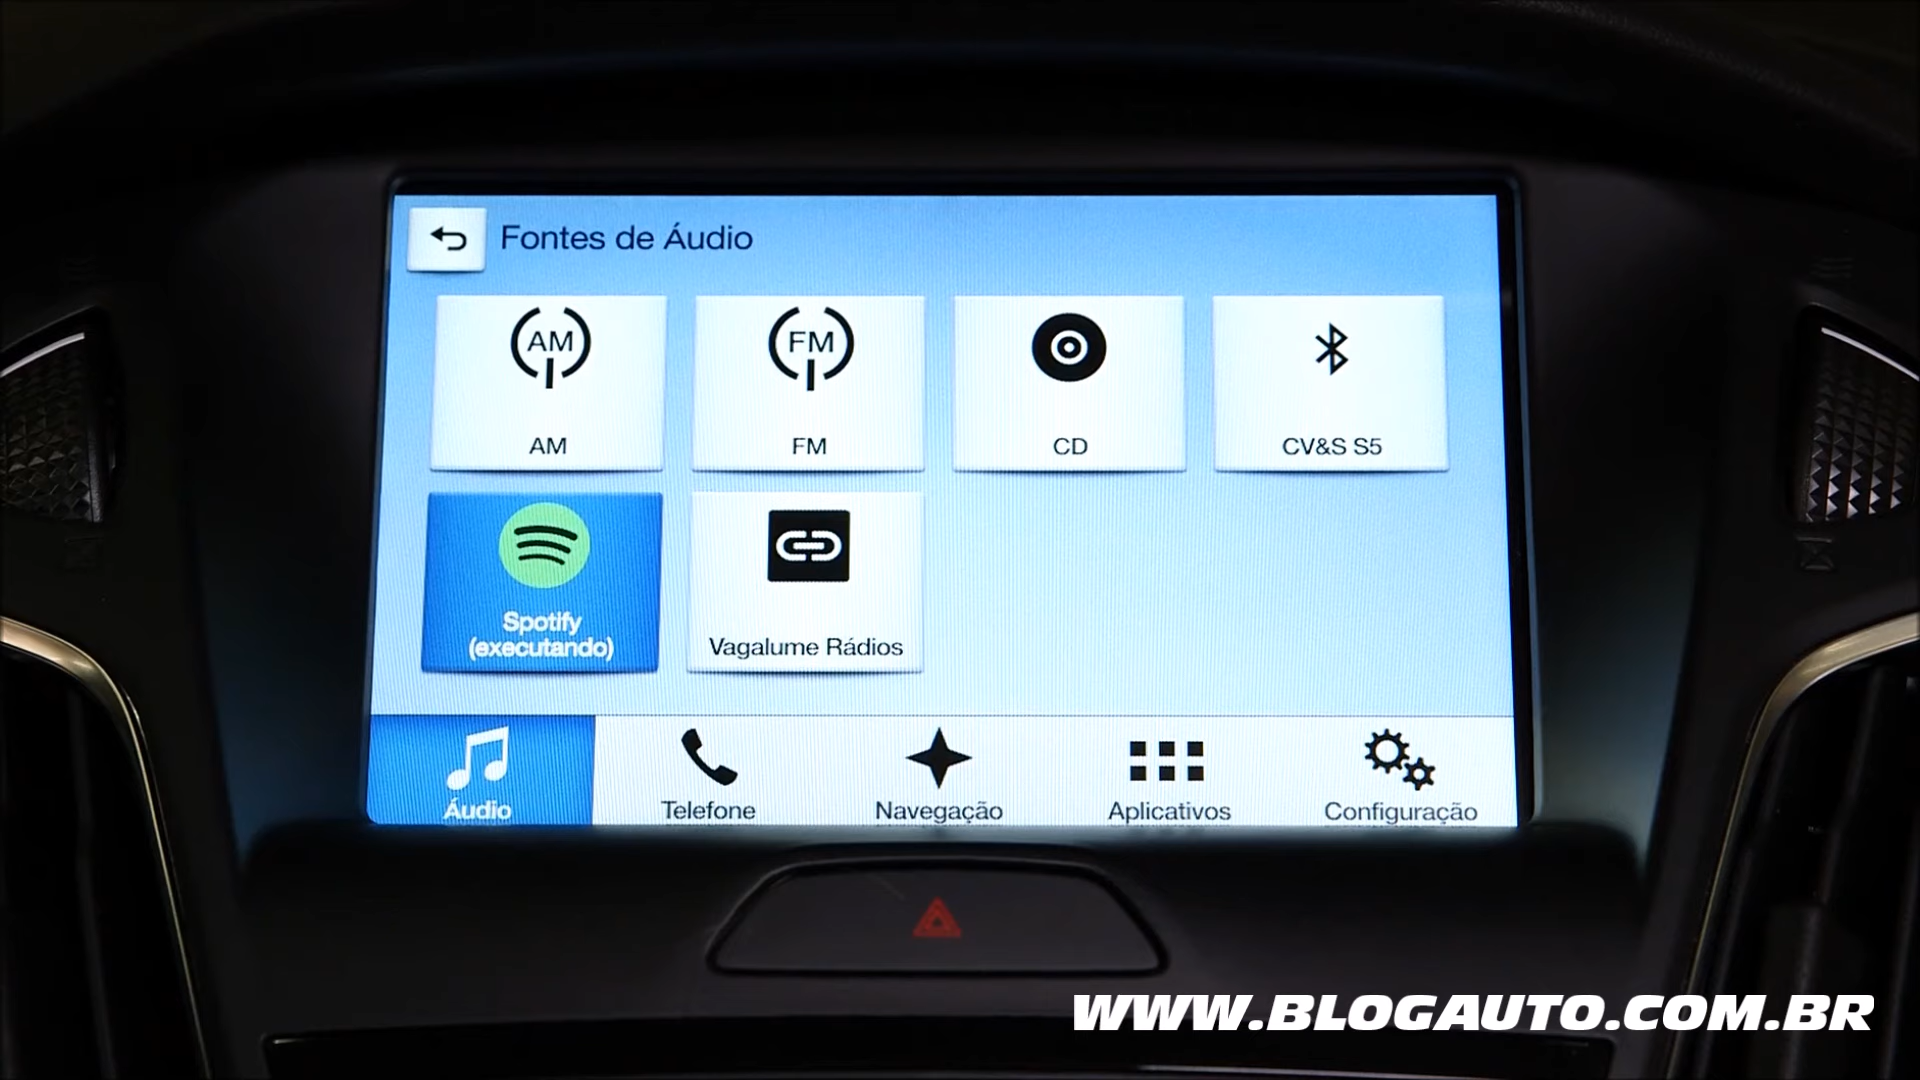 Fontes de Áudio
AM
FM
AM
FM
CD
CV&S S5
Spotify
(executando)
Vagalume Rádios
Áudio
Telefone
Navegação
Aplicativos
Configuração
WWW.BLOGAUTO.COM.BR